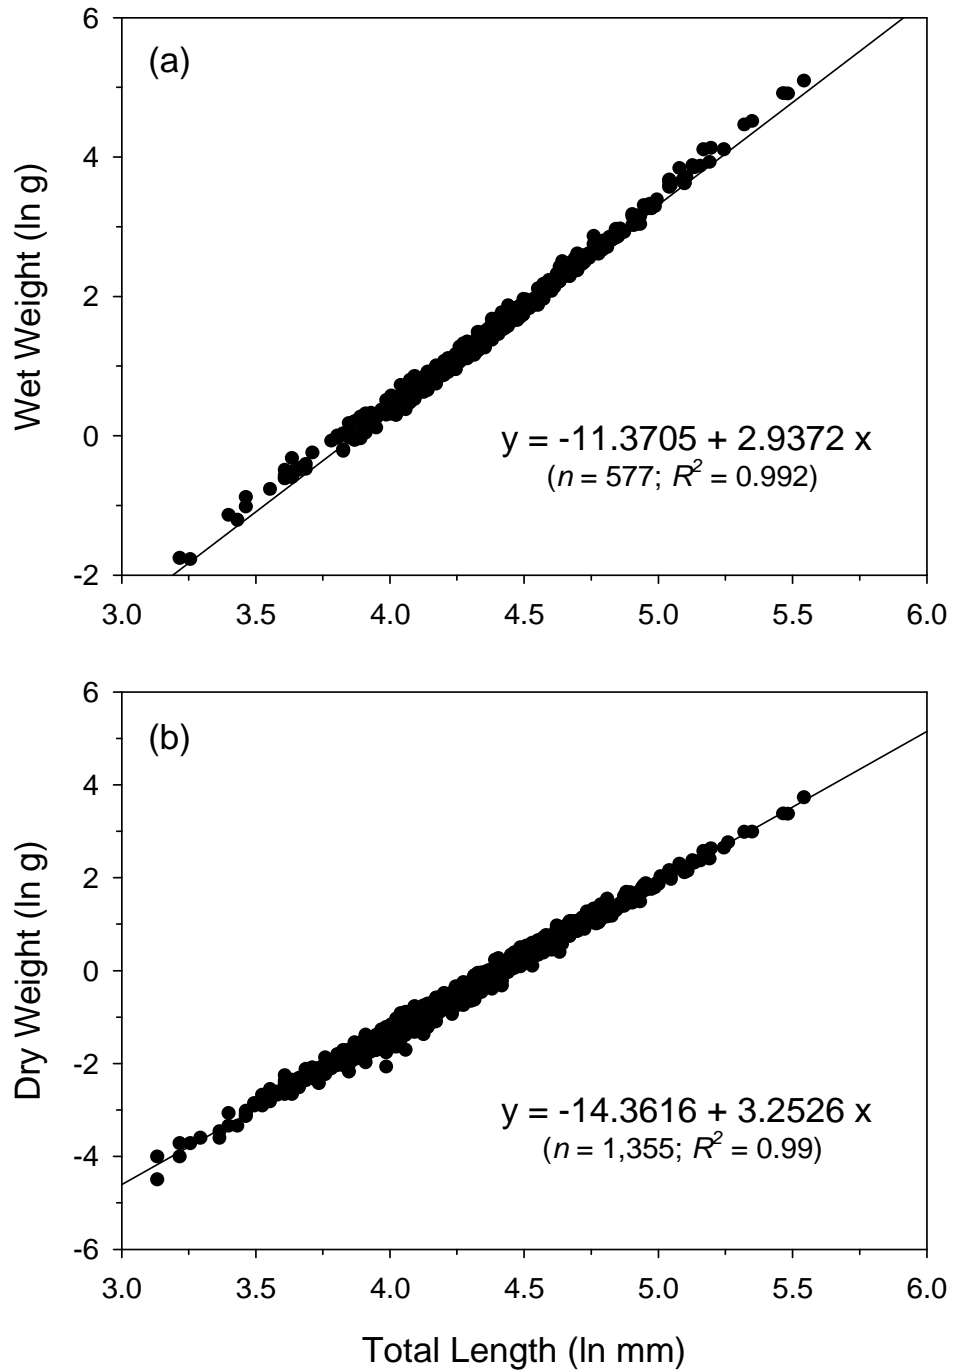 6
(a)
4
2
0
-2
Wet Weight (ln g)
y = -11.3705 + 2.9372 x
(n = 577; R² = 0.992)
3.0 3.5 4.0 4.5 5.0 5.5 6.0
6
(b)
4
2
0
-2
-4
-6
Dry Weight (ln g)
y = -14.3616 + 3.2526 x
(n = 1,355; R² = 0.99)
3.0 3.5 4.0 4.5 5.0 5.5 6.0
Total Length (ln mm)